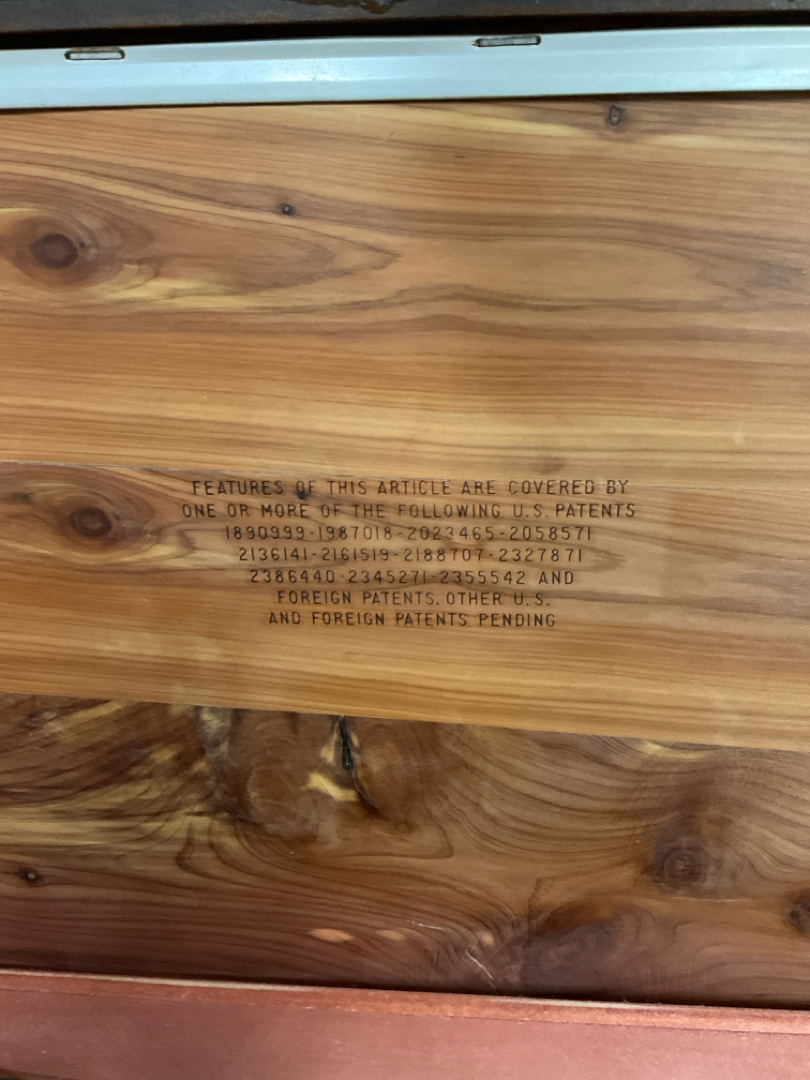 FEATURES OF THIS ARTICLE ARE COVERED BY
ONE OR MORE OF THE FOLLOWING U.S. PATENTS
1890999-1987018-2023465-2058571
2136141-2161519-2188707-2327871
2386440-2345271-2355542 AND
FOREIGN PATENTS. OTHER U.S.
AND FOREIGN PATENTS PENDING